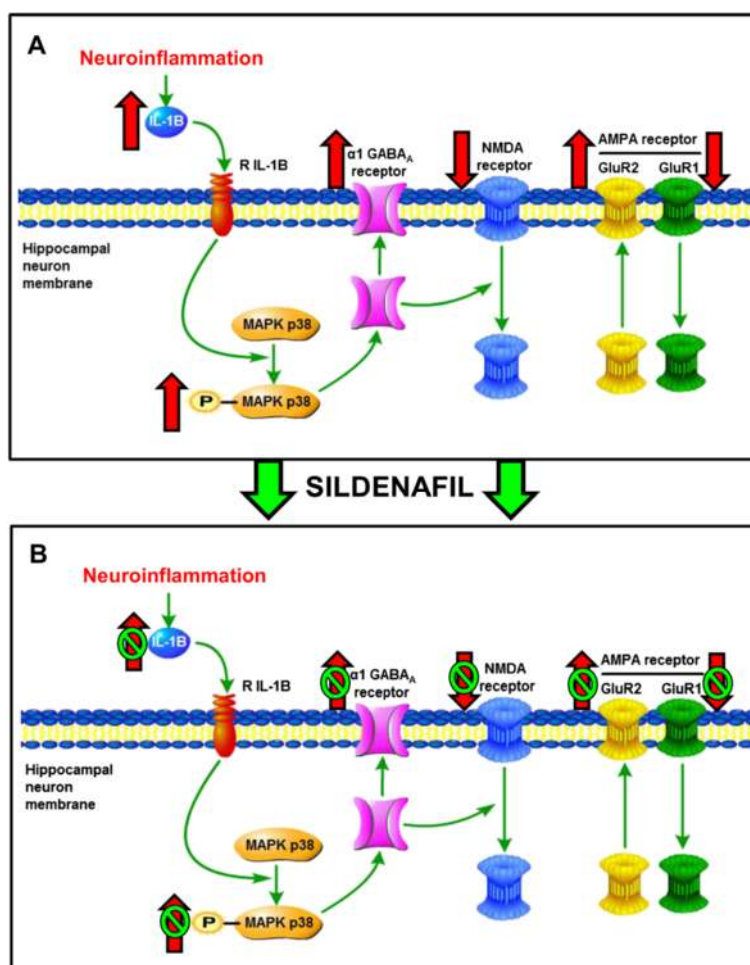 A
Neuroinflammation
IL-1B
R IL-1B
α1 GABAA
receptor
NMDA
receptor
AMPA receptor
GluR2 GluR1
Hippocampal
neuron
membrane
MAPK p38
P MAPK p38
SILDENAFIL
B
Neuroinflammation
IL-1B
R IL-1B
α1 GABAA
receptor
NMDA
receptor
AMPA receptor
GluR2 GluR1
Hippocampal
neuron
membrane
MAPK p38
P MAPK p38